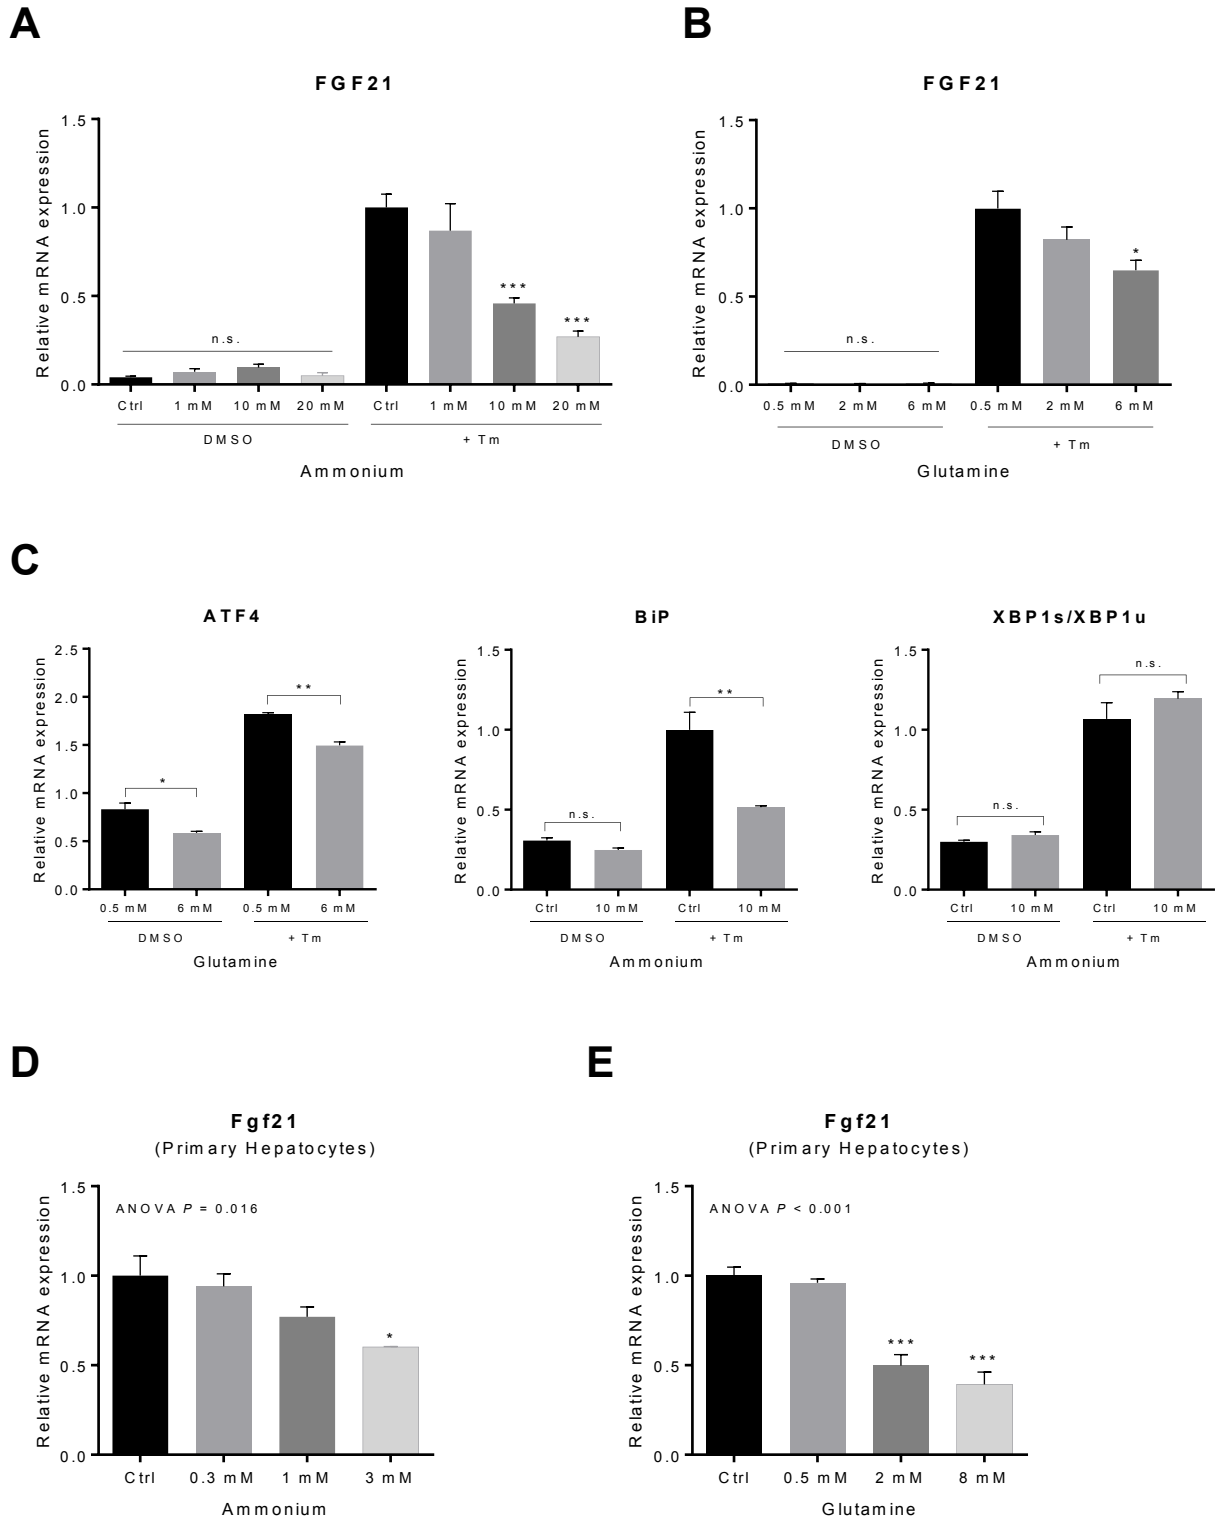 A
FGF21
Relative mRNA expression
1.5
1.0
0.5
0.0
n.s.
***
***
Ctrl 1 mM 10 mM 20 mM Ctrl 1 mM 10 mM 20 mM
DMSO + Tm
Ammonium
B
FGF21
Relative mRNA expression
1.5
1.0
0.5
0.0
n.s.
*
0.5 mM 2 mM 6 mM 0.5 mM 2 mM 6 mM
DMSO + Tm
Glutamine
C
ATF4
Relative mRNA expression
2.5
2.0
1.5
1.0
0.5
0.0
*
**
0.5 mM 6 mM 0.5 mM 6 mM
DMSO + Tm
Glutamine
BiP
Relative mRNA expression
1.5
1.0
0.5
0.0
n.s.
**
Ctrl 10 mM Ctrl 10 mM
DMSO + Tm
Ammonium
XBP1s/XBP1u
Relative mRNA expression
1.5
1.0
0.5
0.0
n.s.
n.s.
Ctrl 10 mM Ctrl 10 mM
DMSO + Tm
Ammonium
D
Fgf21
(Primary Hepatocytes)
Relative mRNA expression
1.5
1.0
0.5
0.0
ANOVA P = 0.016
*
Ctrl 0.3 mM 1 mM 3 mM
Ammonium
E
Fgf21
(Primary Hepatocytes)
Relative mRNA expression
1.5
1.0
0.5
0.0
ANOVA P < 0.001
***
***
Ctrl 0.5 mM 2 mM 8 mM
Glutamine